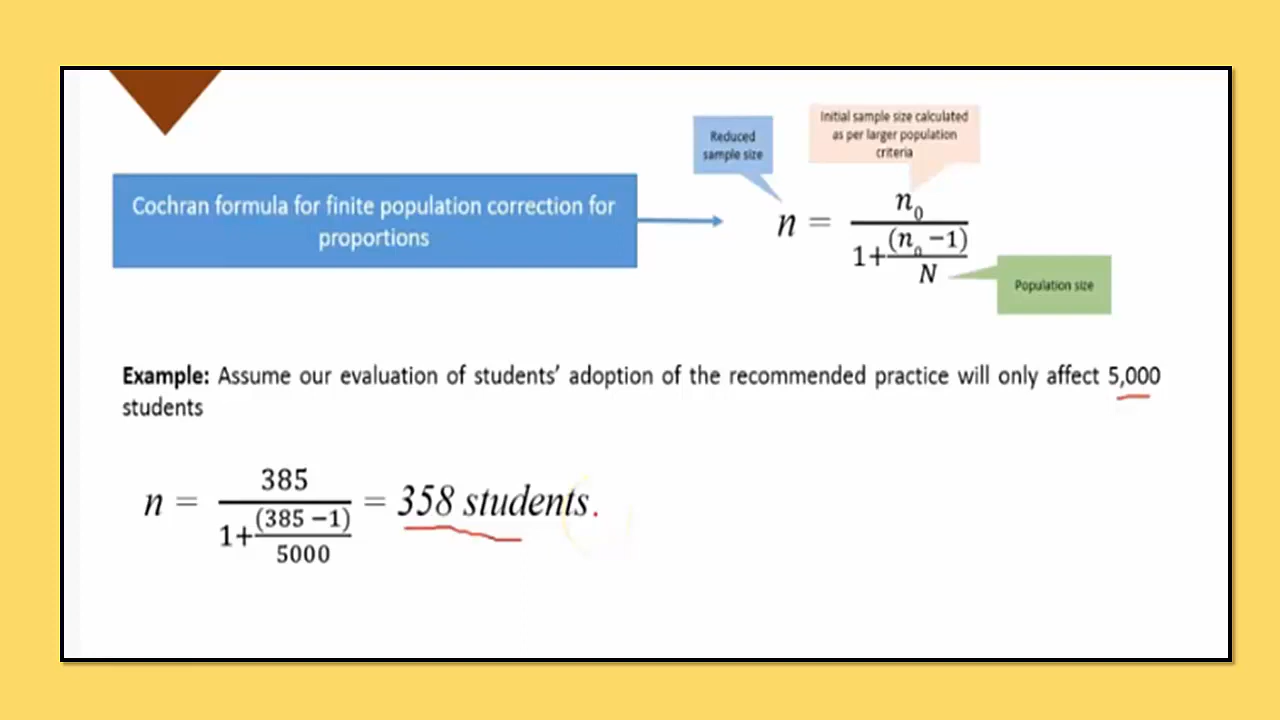 Reduced
sample size
Initial sample size calculated
as per larger population
criteria
Cochran formula for finite population correction for
proportions
n = n₀ / (1+ (n₀ −1) / N)
Population size
Example: Assume our evaluation of students’ adoption of the recommended practice will only affect 5,000
students
n = 385 / (1+ (385 −1) / 5000) = 358 students.